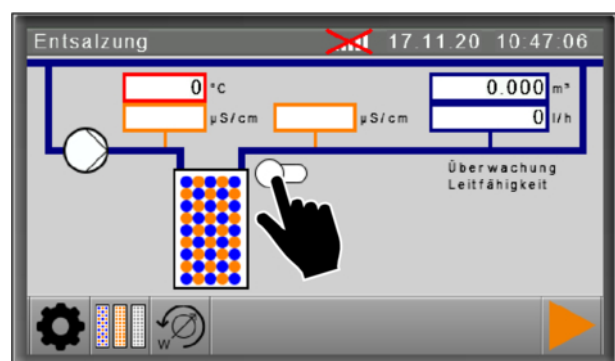 Entsalzung 17.11.20 10:47:06
0 °C 0.000 m³
µS/cm µS/cm 0 l/h
Überwachung
Leitfähigkeit
W